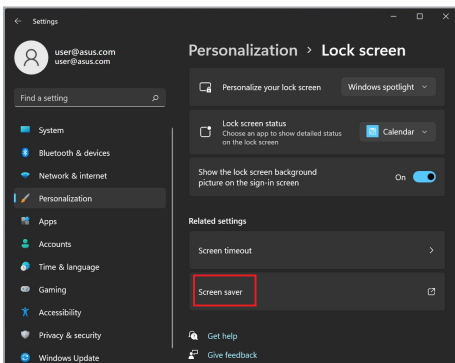 Settings
user@asus.com
user@asus.com
Find a setting
System
Bluetooth & devices
Network & internet
Personalization
Apps
Accounts
Time & language
Gaming
Accessibility
Privacy & security
Windows Update
Personalization > Lock screen
Personalize your lock screen
Windows spotlight
Lock screen status
Choose an app to show detailed status
on the lock screen
Calendar
Show the lock screen background
picture on the sign-in screen
On
Related settings
Screen timeout
Screen saver
Get help
Give feedback